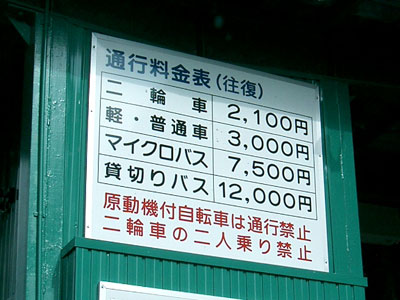 通行料金表(往復)
二輪車 2,100円
軽・普通車 3,000円
マイクロバス 7,500円
貸切りバス 12,000円
原動機付自転車は通行禁止
二輪車の二人乗り禁止